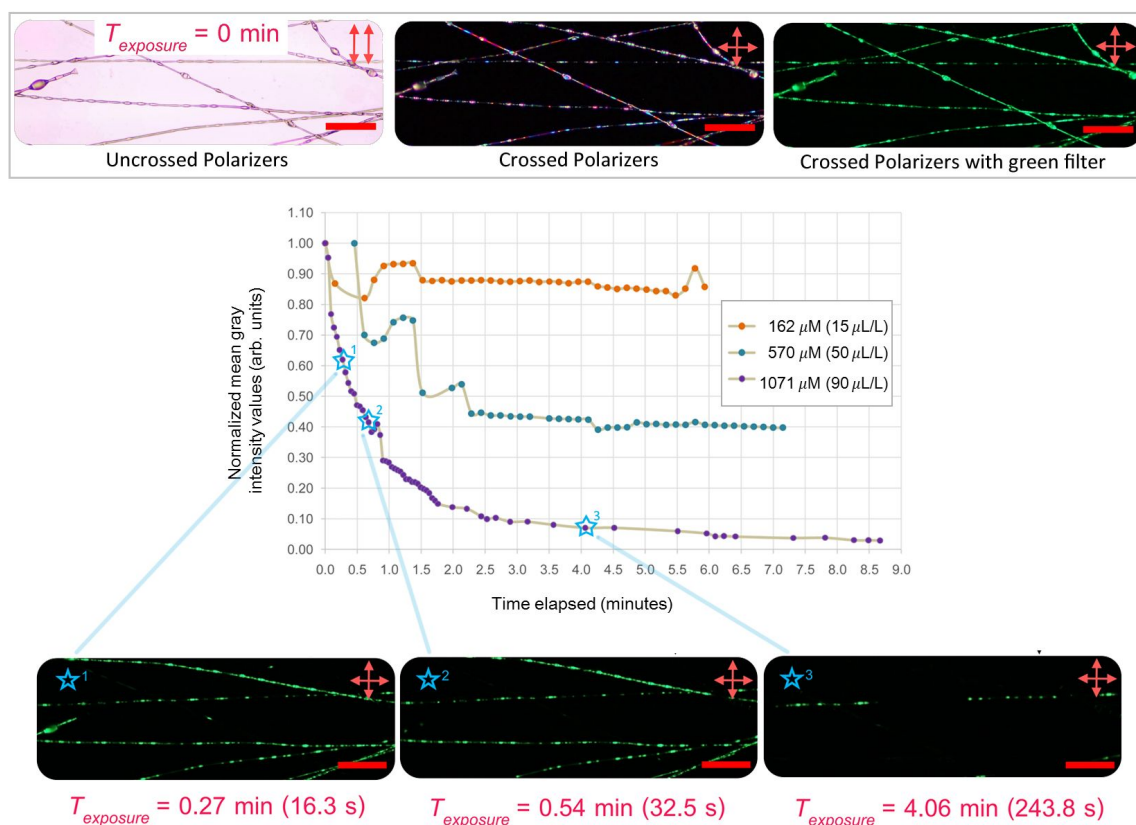 T_exposure = 0 min
Uncrossed Polarizers
Crossed Polarizers
Crossed Polarizers with green filter
Normalized mean gray
intensity values (arb. units)
1.10
1.00
0.90
0.80
0.70
0.60
0.50
0.40
0.30
0.20
0.10
0.00
1
2
3
162 μM (15 μL/L)
570 μM (50 μL/L)
1071 μM (90 μL/L)
0.0 0.5 1.0 1.5 2.0 2.5 3.0 3.5 4.0 4.5 5.0 5.5 6.0 6.5 7.0 7.5 8.0 8.5 9.0
Time elapsed (minutes)
1
2
3
T_exposure = 0.27 min (16.3 s)
T_exposure = 0.54 min (32.5 s)
T_exposure = 4.06 min (243.8 s)